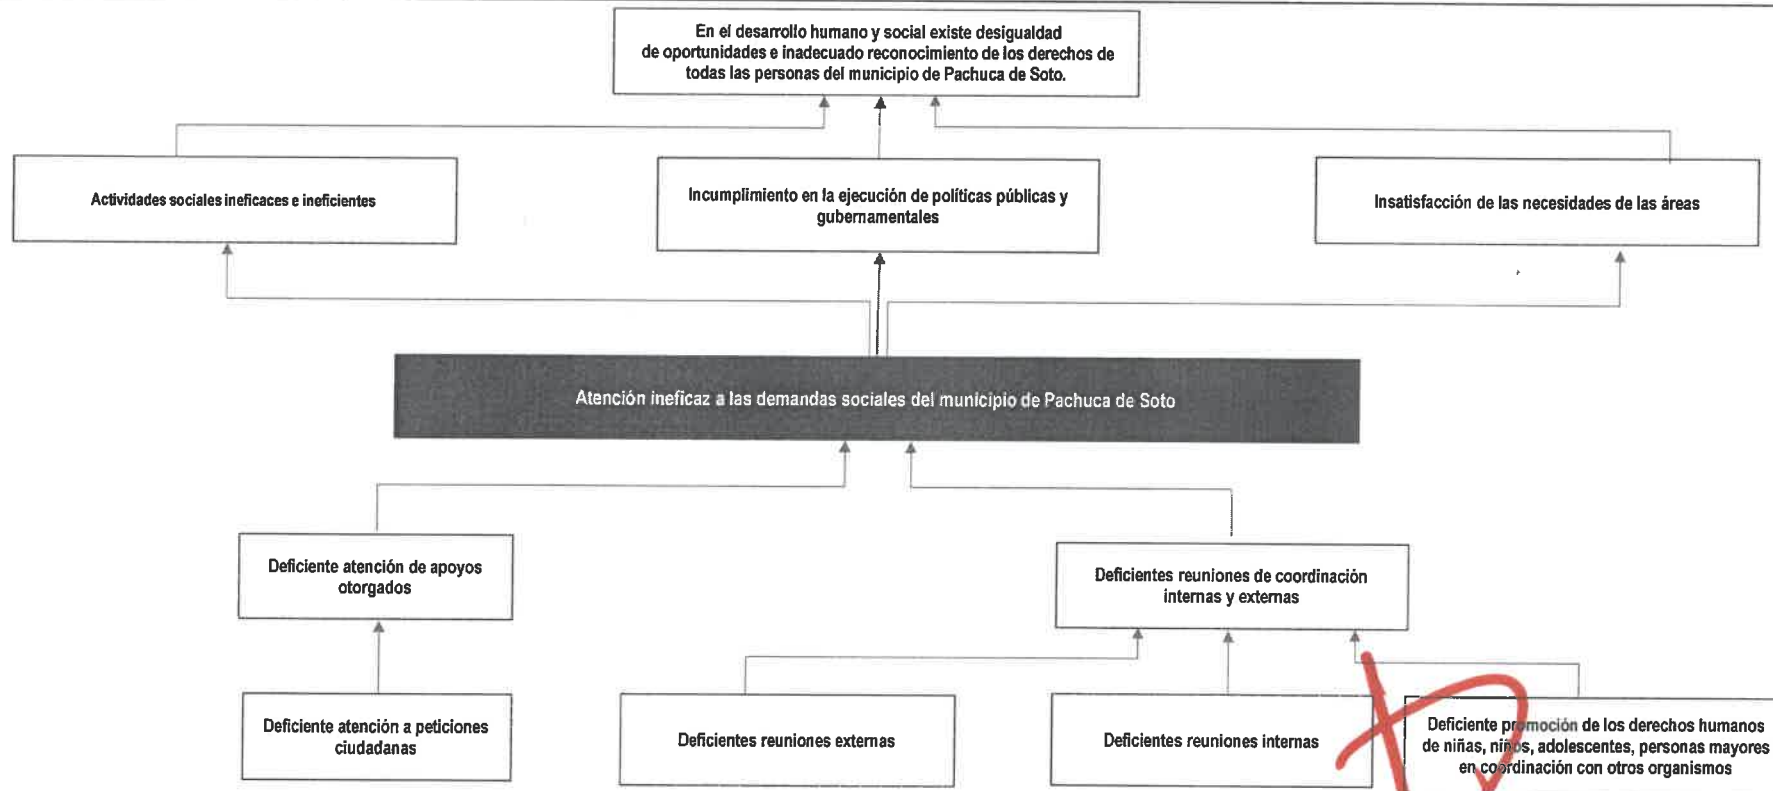 En el desarrollo humano y social existe desigualdad
de oportunidades e inadecuado reconocimiento de los derechos de
todas las personas del municipio de Pachuca de Soto.
Actividades sociales ineficaces e ineficientes
Incumplimiento en la ejecución de políticas públicas y
gubernamentales
Insatisfacción de las necesidades de las áreas
Atención ineficaz a las demandas sociales del municipio de Pachuca de Soto
Deficiente atención de apoyos
otorgados
Deficientes reuniones de coordinación
internas y externas
Deficiente atención a peticiones
ciudadanas
Deficientes reuniones externas
Deficientes reuniones internas
Deficiente promoción de los derechos humanos
de niñas, niños, adolescentes, personas mayores
en coordinación con otros organismos